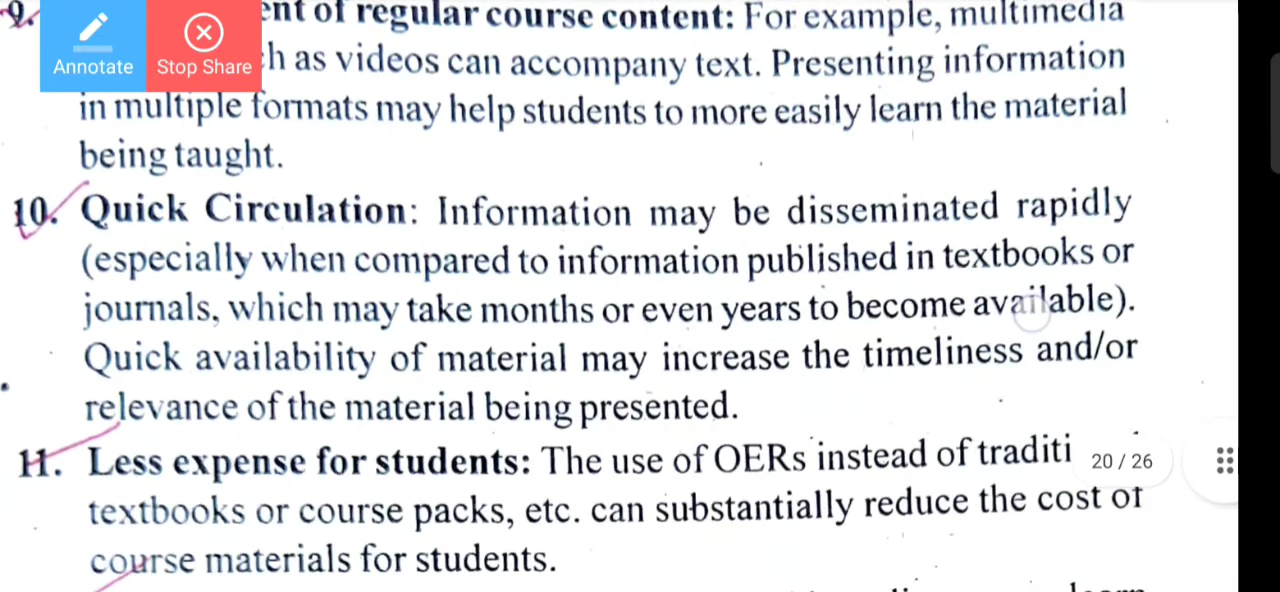 9. ent of regular course content: For example, multimedia
Annotate Stop Share h as videos can accompany text. Presenting information
in multiple formats may help students to more easily learn the material
being taught.
10. Quick Circulation: Information may be disseminated rapidly
(especially when compared to information published in textbooks or
journals, which may take months or even years to become available).
Quick availability of material may increase the timeliness and/or
relevance of the material being presented.
11. Less expense for students: The use of OERs instead of traditi
20 / 26
textbooks or course packs, etc. can substantially reduce the cost of
course materials for students.